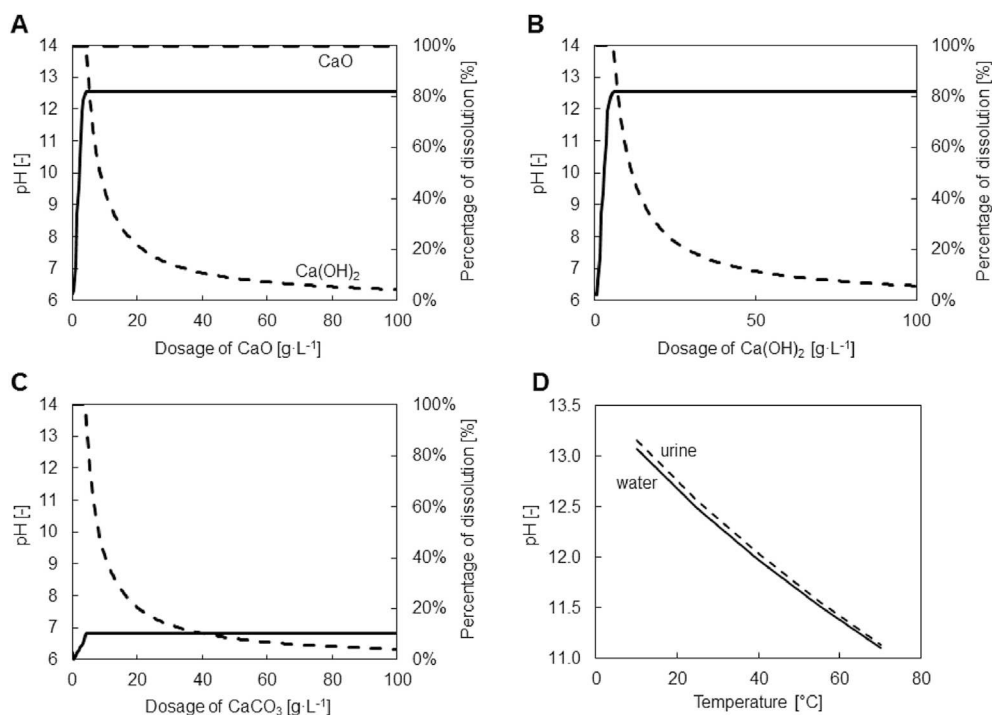 A
14
13
12
11
10
9
8
7
6
pH [-]
100%
80%
60%
40%
20%
0%
Percentage of dissolution [%]
CaO
Ca(OH)₂
0 20 40 60 80 100
Dosage of CaO [g·L⁻¹]
B
14
13
12
11
10
9
8
7
6
pH [-]
100%
80%
60%
40%
20%
0%
Percentage of dissolution [%]
0 50 100
Dosage of Ca(OH)₂ [g·L⁻¹]
C
14
13
12
11
10
9
8
7
6
pH [-]
100%
80%
60%
40%
20%
0%
Percentage of dissolution [%]
0 20 40 60 80 100
Dosage of CaCO₃ [g·L⁻¹]
D
13.5
13.0
12.5
12.0
11.5
11.0
pH [-]
urine
water
0 20 40 60 80
Temperature [°C]